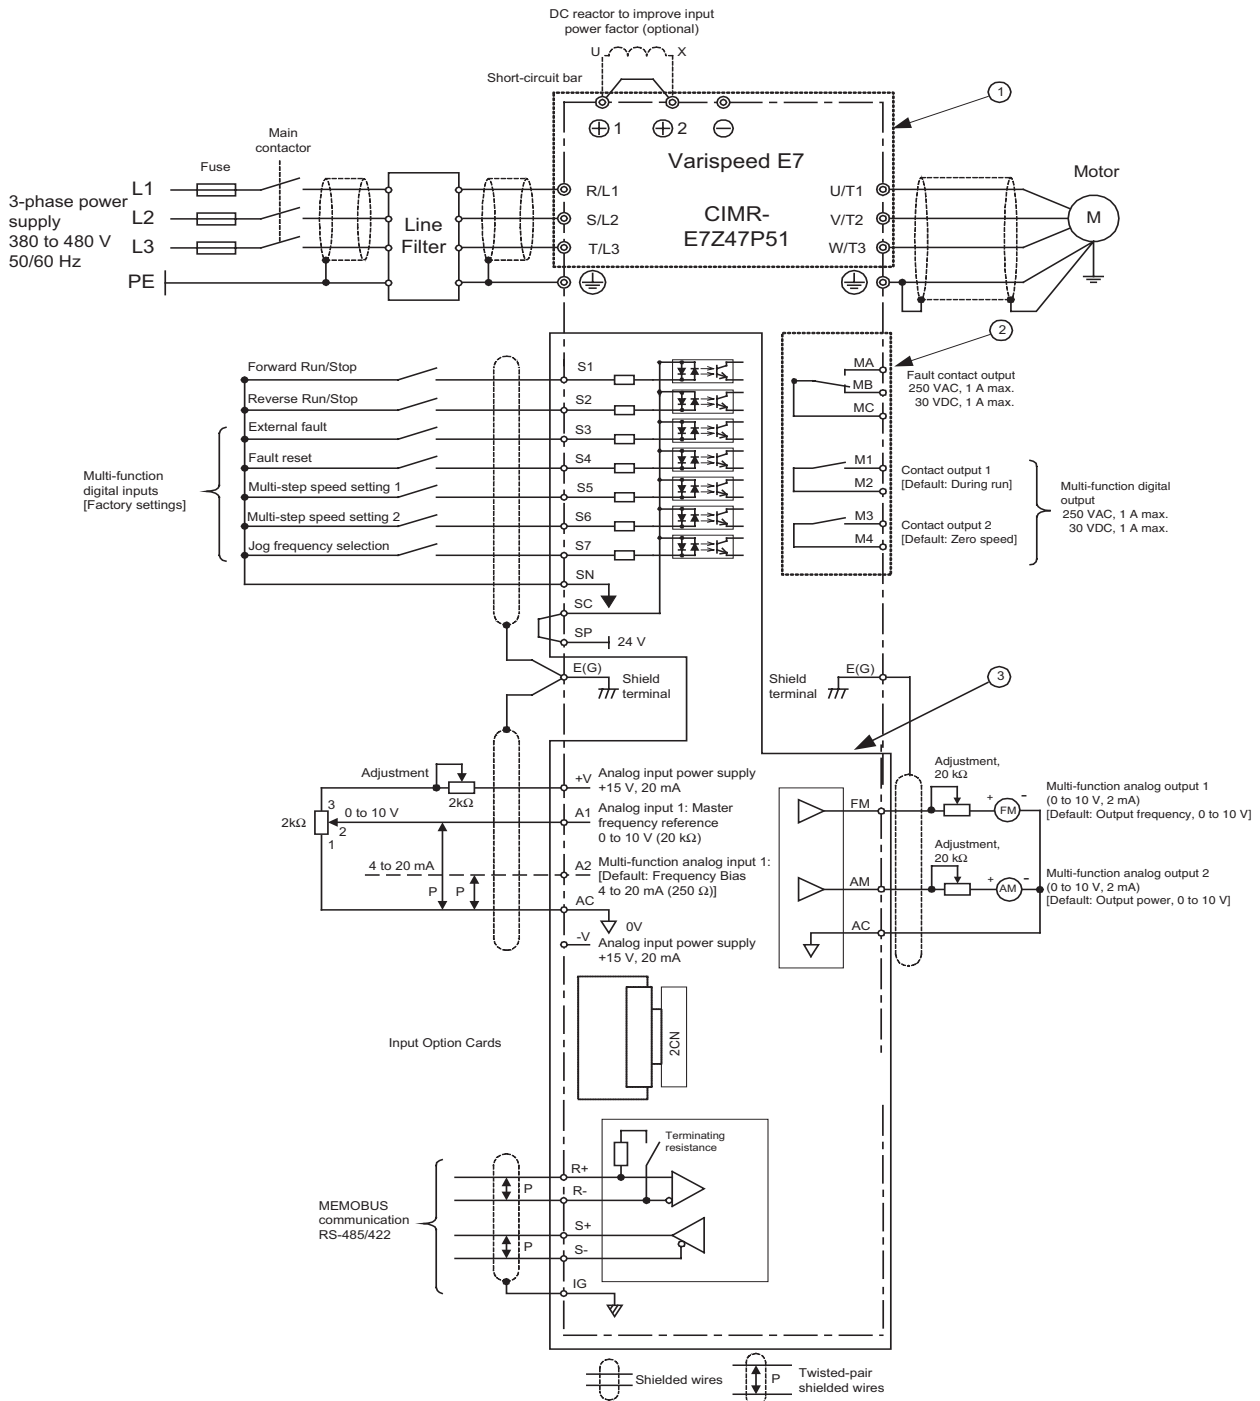 DC reactor to improve input
power factor (optional)
U
X
Short-circuit bar
1
1
2
Varispeed E7
CIMR-
E7Z47P51
Main
contactor
Fuse
3-phase power
supply
380 to 480 V
50/60 Hz
L1
L2
L3
PE
Line
Filter
R/L1
S/L2
T/L3
U/T1
V/T2
W/T3
Motor
M
2
Forward Run/Stop
Reverse Run/Stop
External fault
Fault reset
Multi-step speed setting 1
Multi-step speed setting 2
Jog frequency selection
Multi-function
digital inputs
[Factory settings]
S1
S2
S3
S4
S5
S6
S7
SN
SC
SP
24 V
E(G)
Shield
terminal
MA
MB
MC
M1
M2
M3
M4
Fault contact output
250 VAC, 1 A max.
30 VDC, 1 A max.
Contact output 1
[Default: During run]
Contact output 2
[Default: Zero speed]
Multi-function digital
output
250 VAC, 1 A max.
30 VDC, 1 A max.
Shield
terminal
E(G)
3
Adjustment
2kΩ
2kΩ
3
2
1
0 to 10 V
4 to 20 mA
P
P
+V
Analog input power supply
+15 V, 20 mA
A1
Analog input 1: Master
frequency reference
0 to 10 V (20 kΩ)
A2
Multi-function analog input 1:
[Default: Frequency Bias
4 to 20 mA (250 Ω)]
AC
0V
-V
Analog input power supply
+15 V, 20 mA
FM
AM
AC
Adjustment,
20 kΩ
+
-
FM
Multi-function analog output 1
(0 to 10 V, 2 mA)
[Default: Output frequency, 0 to 10 V]
Adjustment,
20 kΩ
+
-
AM
Multi-function analog output 2
(0 to 10 V, 2 mA)
[Default: Output power, 0 to 10 V]
Input Option Cards
2CN
Terminating
resistance
MEMOBUS
communication
RS-485/422
P
P
R+
R-
S+
S-
IG
Shielded wires
P
Twisted-pair
shielded wires